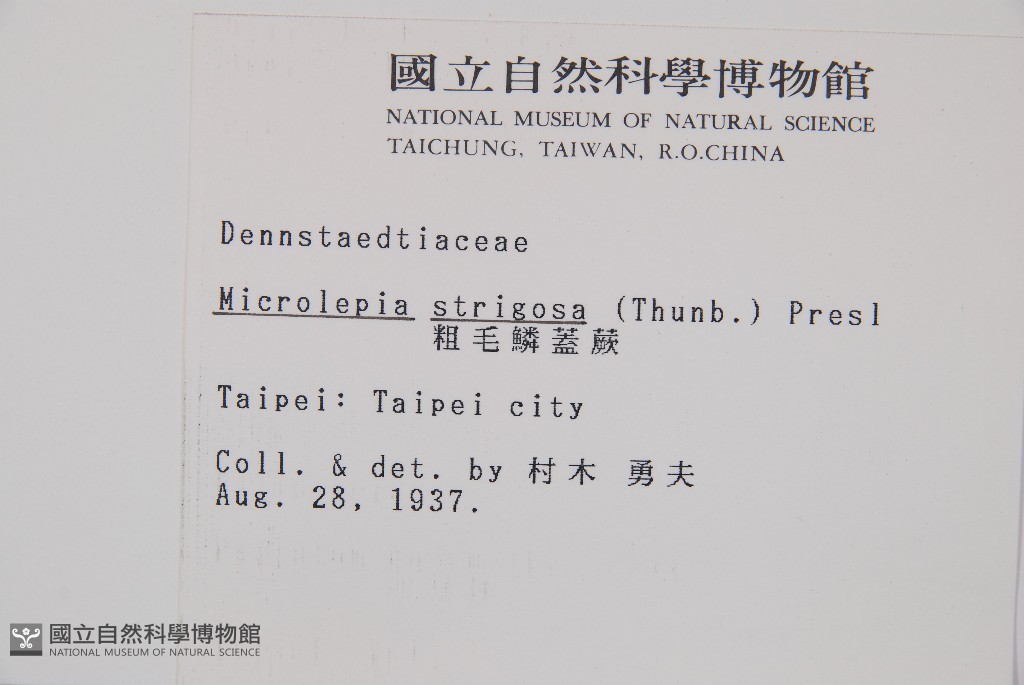 國立自然科學博物館
NATIONAL MUSEUM OF NATURAL SCIENCE
TAICHUNG, TAIWAN, R.O.CHINA
Dennstaedtiaceae
Microlepia strigosa (Thunb.) Presl
粗毛鱗蓋蕨
Taipei: Taipei city
Coll. & det. by 村木 勇夫
Aug. 28, 1937.
國立自然科學博物館
NATIONAL MUSEUM OF NATURAL SCIENCE